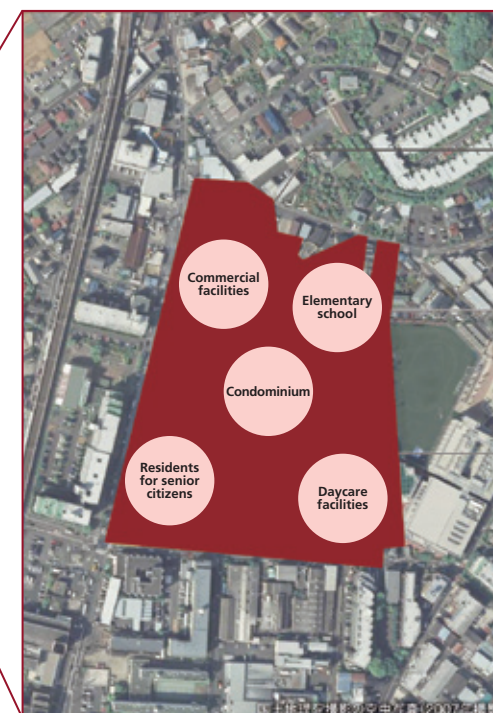 Commercial
facilities
Elementary
school
Condominium
Residents
for senior
citizens
Daycare
facilities